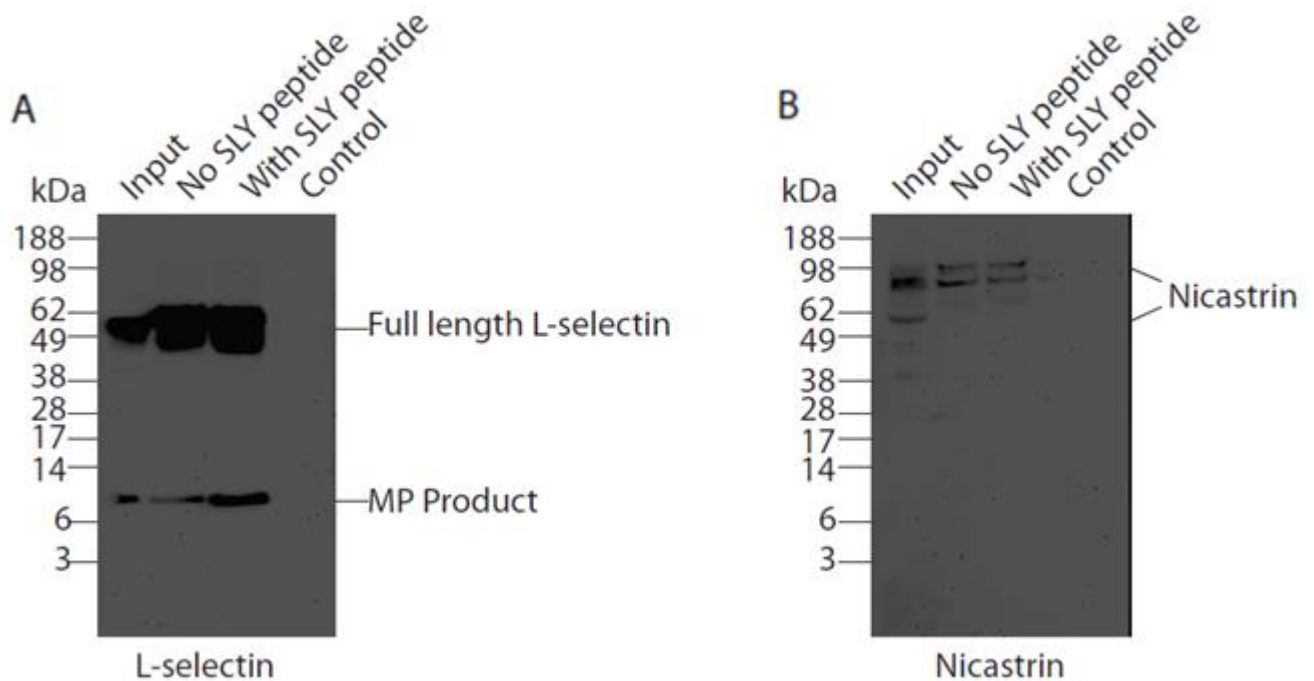 A
Input
No SLY peptide
With SLY peptide
Control
kDa
188
98
62
49
38
28
17
14
6
3
Full length L-selectin
MP Product
L-selectin
B
Input
No SLY peptide
With SLY peptide
Control
kDa
188
98
62
49
38
28
17
14
6
3
Nicastrin
Nicastrin